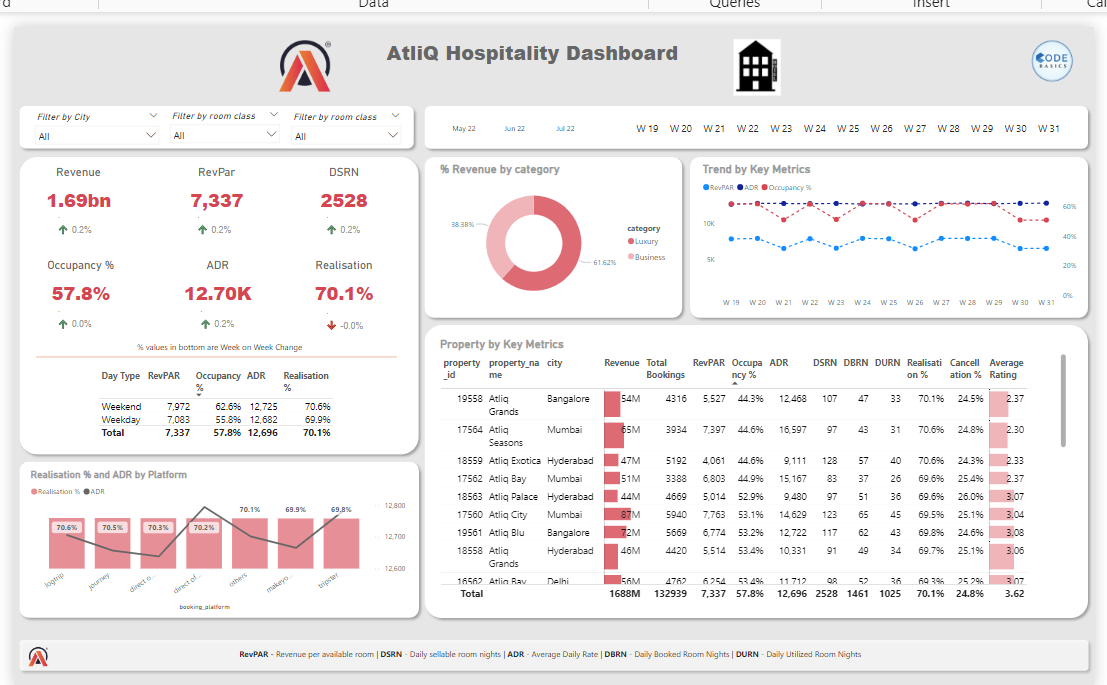 Data
Queries
Insert
AtliQ Hospitality Dashboard
CODE
BASICS
Filter by City
Filter by room class
Filter by room class
All
All
All
May 22 Jun 22 Jul 22
W 19 W 20 W 21 W 22 W 23 W 24 W 25 W 26 W 27 W 28 W 29 W 30 W 31
Revenue RevPar DSRN
1.69bn 7,337 2528
0.2% 0.2% 0.2%
Occupancy % ADR Realisation
57.8% 12.70K 70.1%
0.0% 0.2% -0.0%
% values in bottom are Week on Week Change
Day Type RevPAR Occupancy % ADR Realisation %
Weekend 7,972 62.6% 12,725 70.6%
Weekday 7,083 55.8% 12,682 69.9%
Total 7,337 57.8% 12,696 70.1%
% Revenue by category
38.38%
61.62%
category
Luxury
Business
Trend by Key Metrics
RevPAR ADR Occupancy %
10K
5K
60%
40%
20%
0%
W 19 W 20 W 21 W 22 W 23 W 24 W 25 W 26 W 27 W 28 W 29 W 30 W 31
Realisation % and ADR by Platform
Realisation % ADR
70.6% 70.5% 70.3% 70.2% 70.1% 69.9% 69.8%
12,800
12,700
12,600
logtrip journey direct o... direct of... others makeyo... tripster
booking_platform
Property by Key Metrics
property_id property_name city Revenue Total Bookings RevPAR Occupancy % ADR DSRN DBRN DURN Realisation % Cancellation % Average Rating
19558 Atliq Grands Bangalore 54M 4316 5,527 44.3% 12,468 107 47 33 70.1% 24.5% 2.37
17564 Atliq Seasons Mumbai 65M 3934 7,397 44.6% 16,597 97 43 31 70.6% 24.8% 2.30
18559 Atliq Exotica Hyderabad 47M 5192 4,061 44.6% 9,111 128 57 40 70.6% 24.3% 2.33
17562 Atliq Bay Mumbai 51M 3388 6,803 44.9% 15,167 83 37 26 69.6% 25.4% 2.37
18563 Atliq Palace Hyderabad 44M 4669 5,014 52.9% 9,480 97 51 36 69.6% 26.0% 3.07
17560 Atliq City Mumbai 87M 5940 7,763 53.1% 14,629 123 65 45 69.5% 25.1% 3.04
19561 Atliq Blu Bangalore 72M 5669 6,774 53.2% 12,722 117 62 43 69.8% 24.6% 3.08
18558 Atliq Grands Hyderabad 46M 4420 5,514 53.4% 10,331 91 49 34 69.7% 25.1% 3.06
16562 Atliq Bay Delhi 56M 4762 6,254 53.4% 11,712 98 52 36 69.3% 25.2% 3.07
Total 1688M 132939 7,337 57.8% 12,696 2528 1461 1025 70.1% 24.8% 3.62
RevPAR - Revenue per available room | DSRN - Daily sellable room nights | ADR - Average Daily Rate | DBRN - Daily Booked Room Nights | DURN - Daily Utilized Room Nights